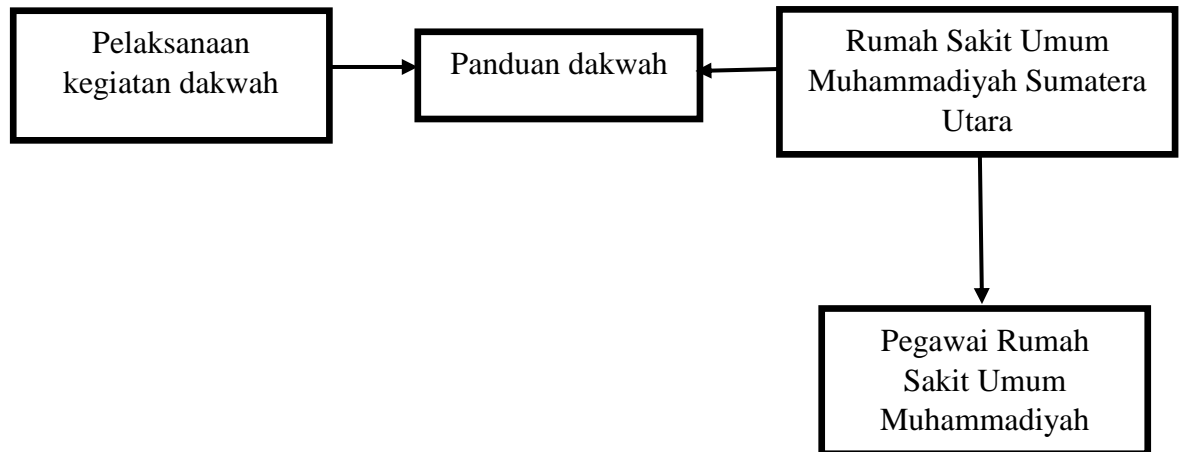 Pelaksanaan
kegiatan dakwah
Panduan dakwah
Rumah Sakit Umum
Muhammadiyah Sumatera
Utara
Pegawai Rumah
Sakit Umum
Muhammadiyah